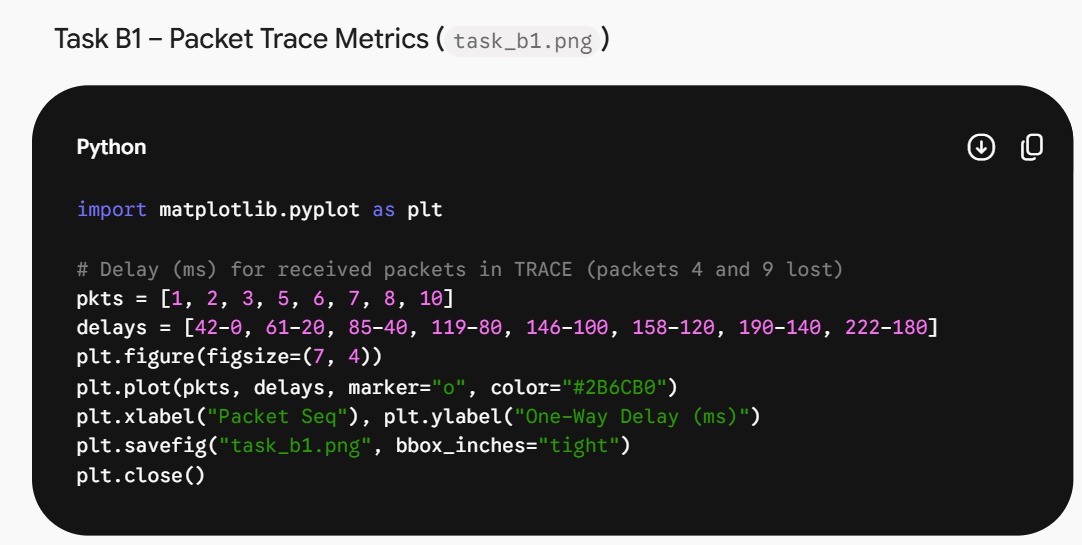 Task B1 – Packet Trace Metrics ( task_b1.png )
Python
import matplotlib.pyplot as plt
# Delay (ms) for received packets in TRACE (packets 4 and 9 lost)
pkts = [1, 2, 3, 5, 6, 7, 8, 10]
delays = [42-0, 61-20, 85-40, 119-80, 146-100, 158-120, 190-140, 222-180]
plt.figure(figsize=(7, 4))
plt.plot(pkts, delays, marker="o", color="#2B6CB0")
plt.xlabel("Packet Seq"), plt.ylabel("One-Way Delay (ms)")
plt.savefig("task_b1.png", bbox_inches="tight")
plt.close()